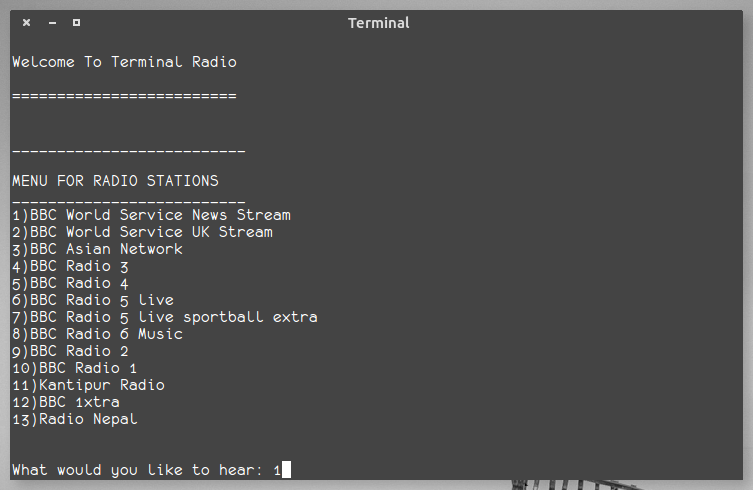 Terminal
Welcome To Terminal Radio
=========================
--------------------------
MENU FOR RADIO STATIONS
--------------------------
1)BBC World Service News Stream
2)BBC World Service UK Stream
3)BBC Asian Network
4)BBC Radio 3
5)BBC Radio 4
6)BBC Radio 5 live
7)BBC Radio 5 live sportball extra
8)BBC Radio 6 Music
9)BBC Radio 2
10)BBC Radio 1
11)Kantipur Radio
12)BBC 1xtra
13)Radio Nepal
What would you like to hear: 1